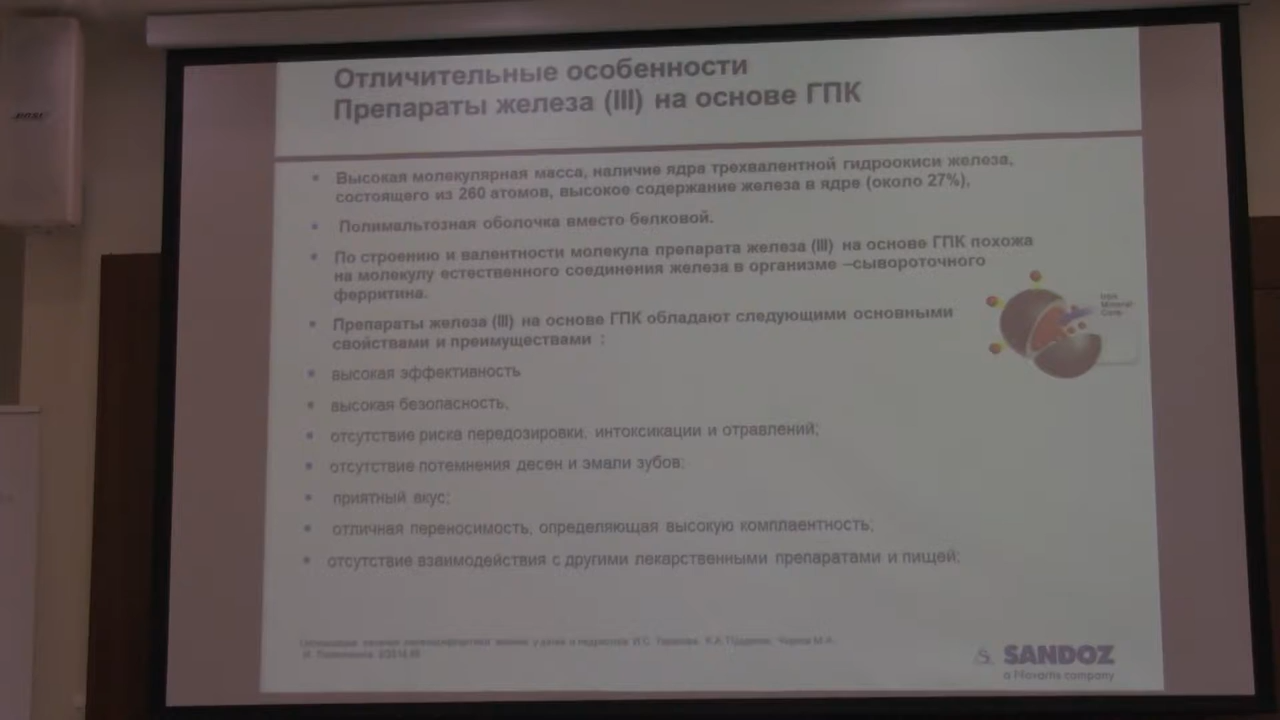 Отличительные особенности
Препараты железа (III) на основе ГПК
Высокая молекулярная масса, наличие ядра трехвалентной гидроокиси железа,
состоящего из 260 атомов, высокое содержание железа в ядре (около 27%),
Полимальтозная оболочка вместо белковой.
По строению и валентности молекула препарата железа (III) на основе ГПК похожа
на молекулу естественного соединения железа в организме –сывороточного
ферритина.
Iron
Mineral
Core
Препараты железа (III) на основе ГПК обладают следующими основными
свойствами и преимуществами :
высокая эффективность
высокая безопасность,
отсутствие риска передозировки, интоксикации и отравлений;
отсутствие потемнения десен и эмали зубов;
приятный вкус;
отличная переносимость, определяющая высокую комплаентность;
отсутствие взаимодействия с другими лекарственными препаратами и пищей;
SANDOZ
a Novartis company